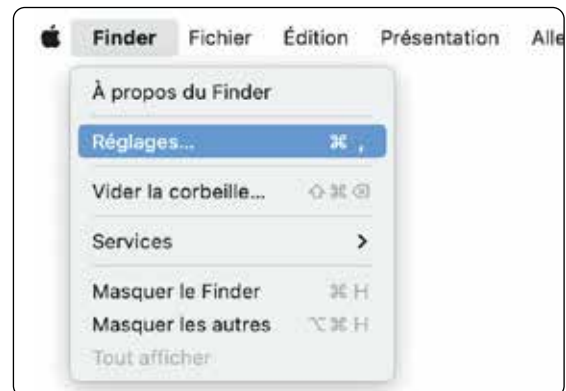 Finder Fichier Édition Présentation Alle
À propos du Finder
Réglages... ⌘ ,
Vider la corbeille... ⇧⌘⌫
Services >
Masquer le Finder ⌘ H
Masquer les autres ⌥⌘ H
Tout afficher